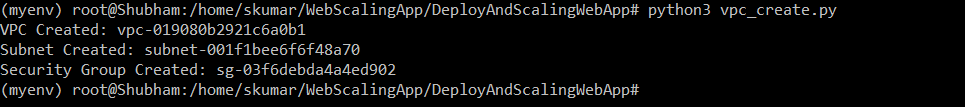 (myenv) root@Shubham:/home/skumar/WebScalingApp/DeployAndScalingWebApp# python3 vpc_create.py
VPC Created: vpc-019080b2921c6a0b1
Subnet Created: subnet-001f1bee6f6f48a70
Security Group Created: sg-03f6debda4a4ed902
(myenv) root@Shubham:/home/skumar/WebScalingApp/DeployAndScalingWebApp#